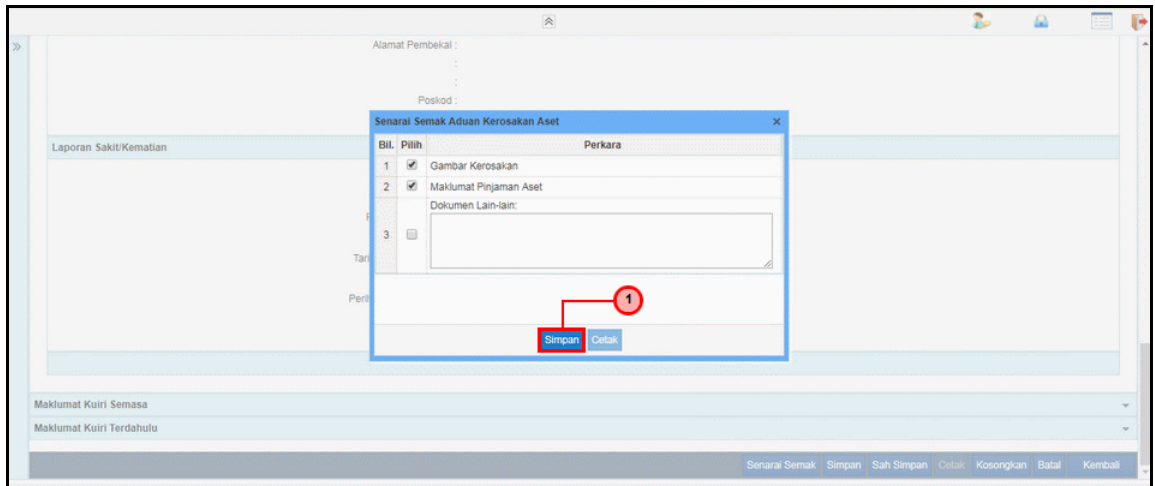 Alamat Pembekal :
:
:
Poskod :
Senarai Semak Aduan Kerosakan Aset x
Laporan Sakit/Kematian
Bil. Pilih Perkara
1 Gambar Kerosakan
2 Maklumat Pinjaman Aset
Dokumen Lain-lain:
3
Tari
Peri
1
Simpan Cetak
Maklumat Kuiri Semasa
Maklumat Kuiri Terdahulu
Senarai Semak Simpan Sah Simpan Cetak Kosongkan Batal Kembali